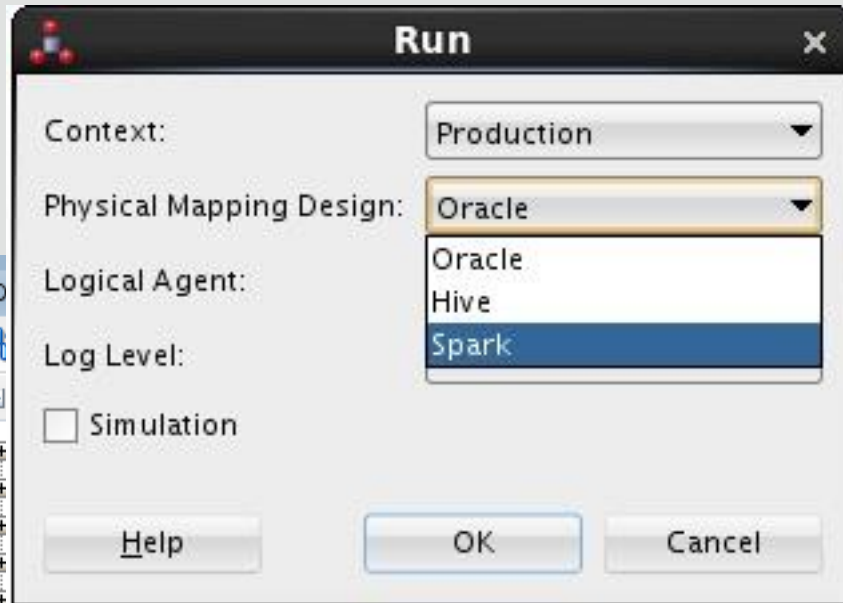 Run
Context: Production
Physical Mapping Design: Oracle
Oracle
Logical Agent:
Hive
Spark
Log Level:
Simulation
Help OK Cancel